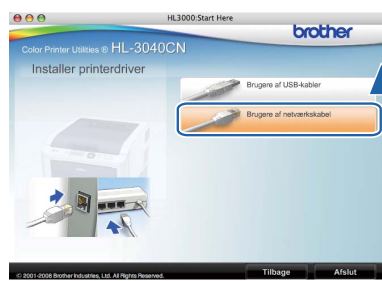 HL3000:Start Here
brother
Color Printer Utilities ® HL-3040CN
Installer printerdriver
Brugere af USB-kabler
Brugere af netværkskabel
© 2001-2008 Brother Industries, Ltd. All Rights Reserved.
Tilbage
Afslut